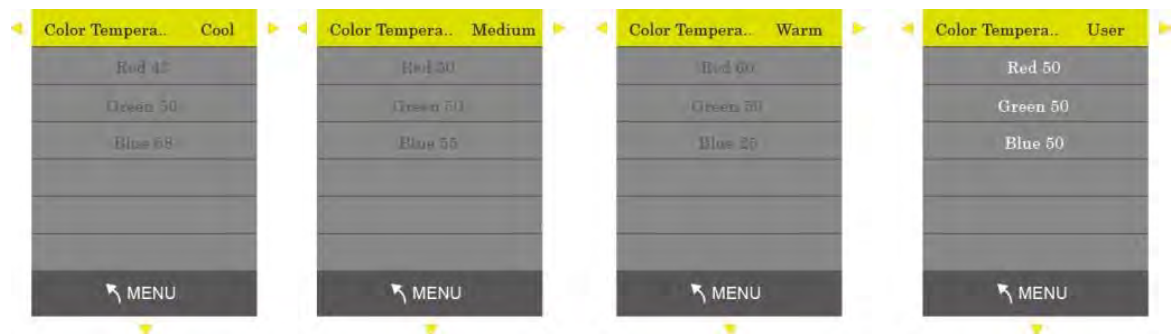 Color Tempera.. Cool
Red
Green 50
Blue 68
MENU
Color Tempera.. Medium
Red 50
Green 50
Blue 55
MENU
Color Tempera.. Warm
Red 60
Green 50
Blue 25
MENU
Color Tempera.. User
Red 50
Green 50
Blue 50
MENU